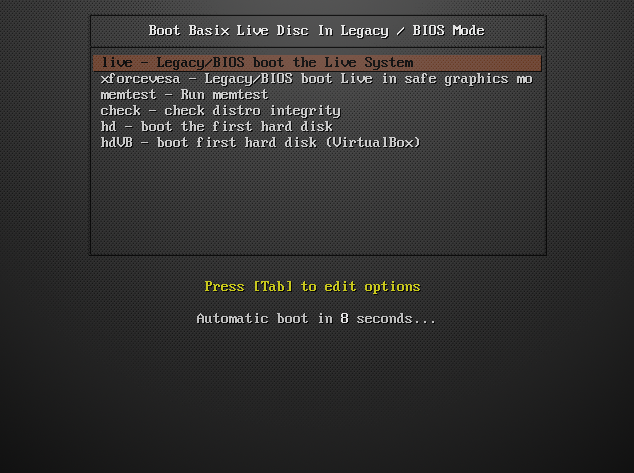 Boot Basix Live Disc In Legacy / BIOS Mode
live - Legacy/BIOS boot the Live System
xforcevesa - Legacy/BIOS boot Live in safe graphics mo
memtest - Run memtest
check - check distro integrity
hd - boot the first hard disk
hdVB - boot first hard disk (VirtualBox)
Press [Tab] to edit options
Automatic boot in 8 seconds...